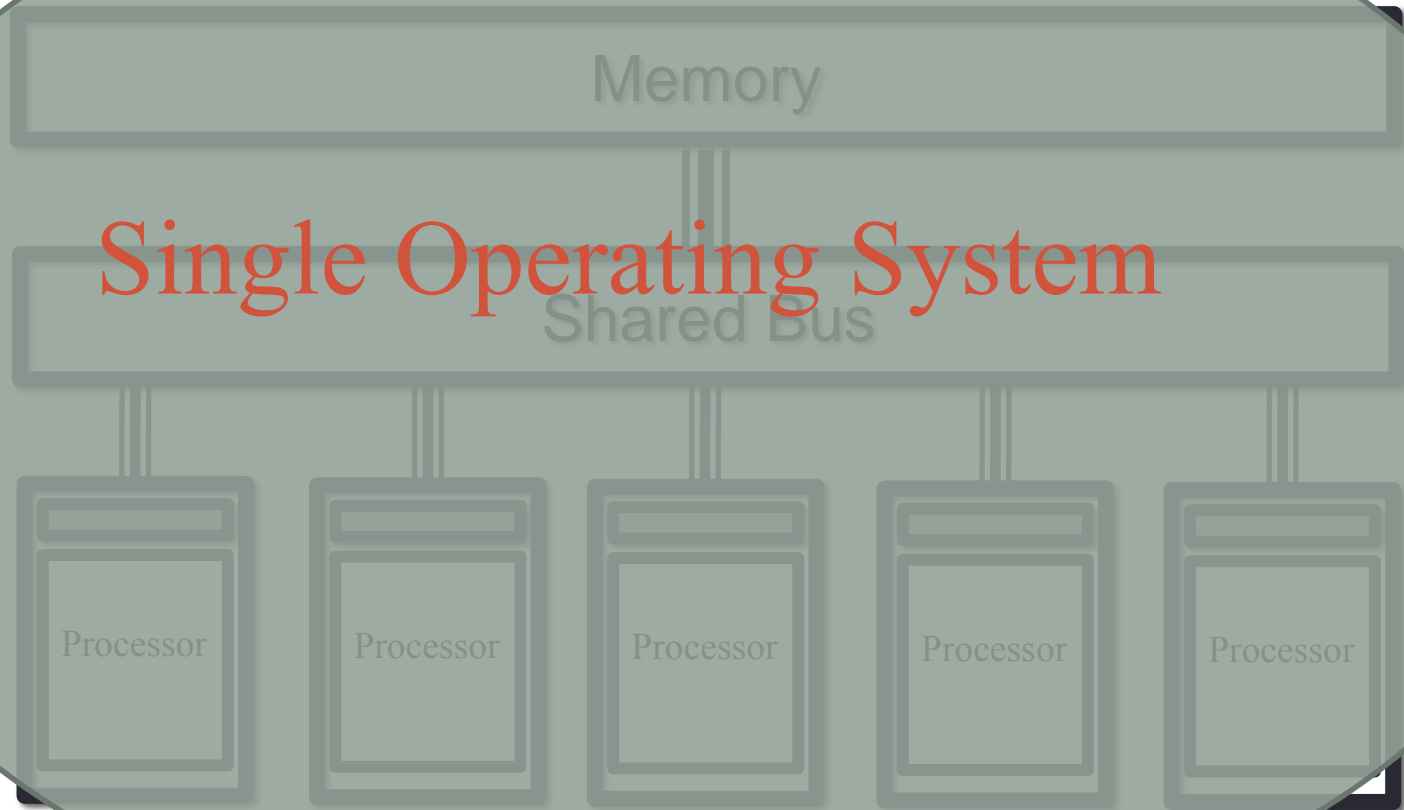 Memory
Single Operating System
Shared Bus
Processor
Processor
Processor
Processor
Processor